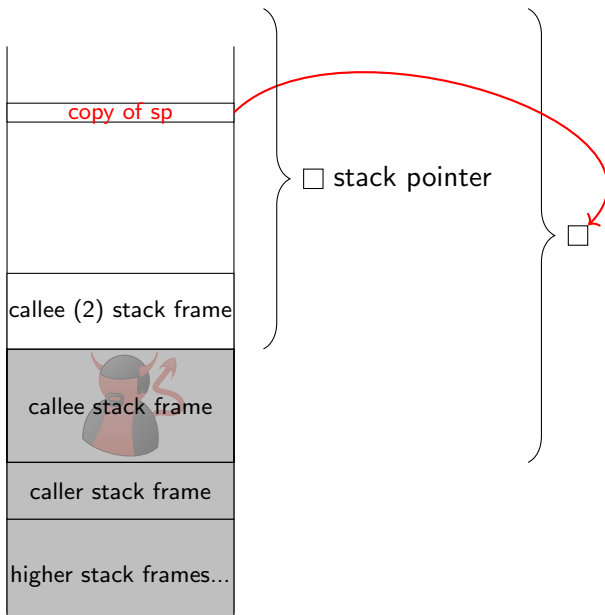 copy of sp
□ stack pointer
□
callee (2) stack frame
callee stack frame
caller stack frame
higher stack frames...